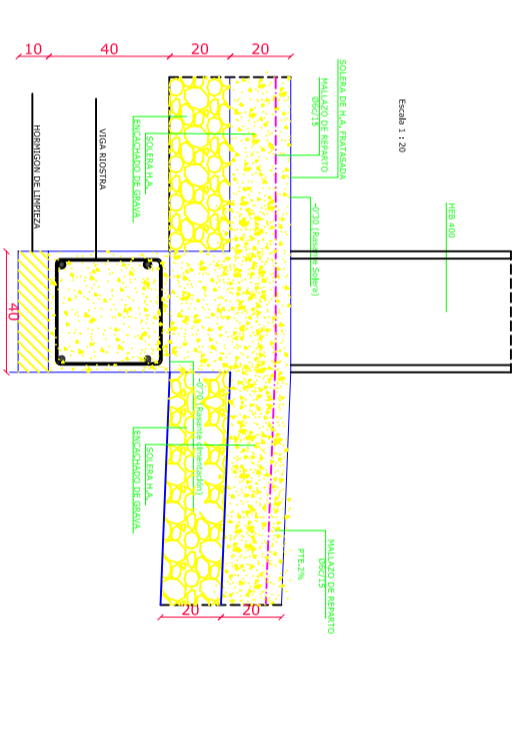 Escala 1 : 20
HEB 400
SOLERA DE H.A. FRATASADA
MALLAZO DE REPARTO
Ø6C/15
-0'30 (Rasante Solera)
SOLERA H.A.
ENCACHADO DE GRAVA
VIGA RIOSTRA
HORMIGON DE LIMPIEZA
10
40
20
20
40
-0'70 (Rasante cimentación)
SOLERA H.A.
ENCACHADO DE GRAVA
MALLAZO DE REPARTO
Ø6C/15
PTE.2%
20
20